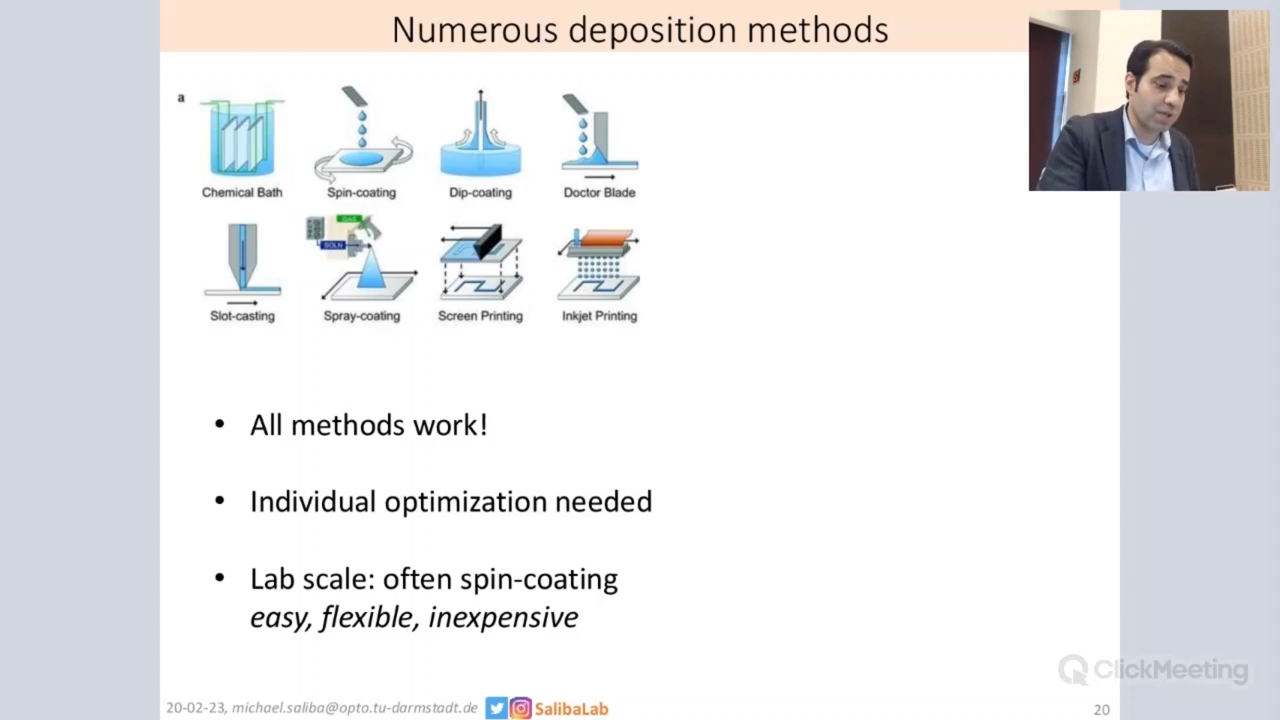 Numerous deposition methods
a
Chemical Bath
Spin-coating
Dip-coating
Doctor Blade
GAS
SOLN
Slot-casting
Spray-coating
Screen Printing
Inkjet Printing
• All methods work!
• Individual optimization needed
• Lab scale: often spin-coating
easy, flexible, inexpensive
ClickMeeting
20-02-23, michael.saliba@opto.tu-darmstadt.de SalibaLab
20